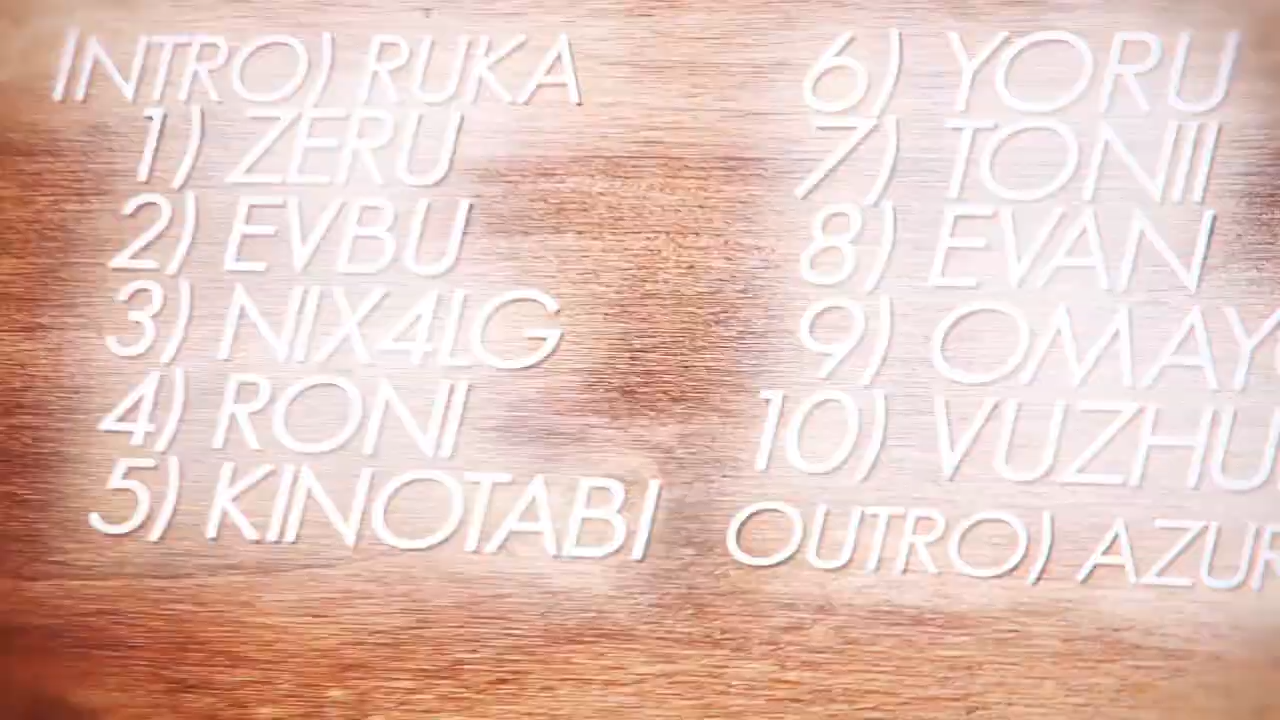 INTRO) RUKA
1) ZERU
2) EVBU
3) NIX4LG
4) RONI
5) KINOTABI
6) YORU
7) TONII
8) EVAN
9)
10)
OUTRO)